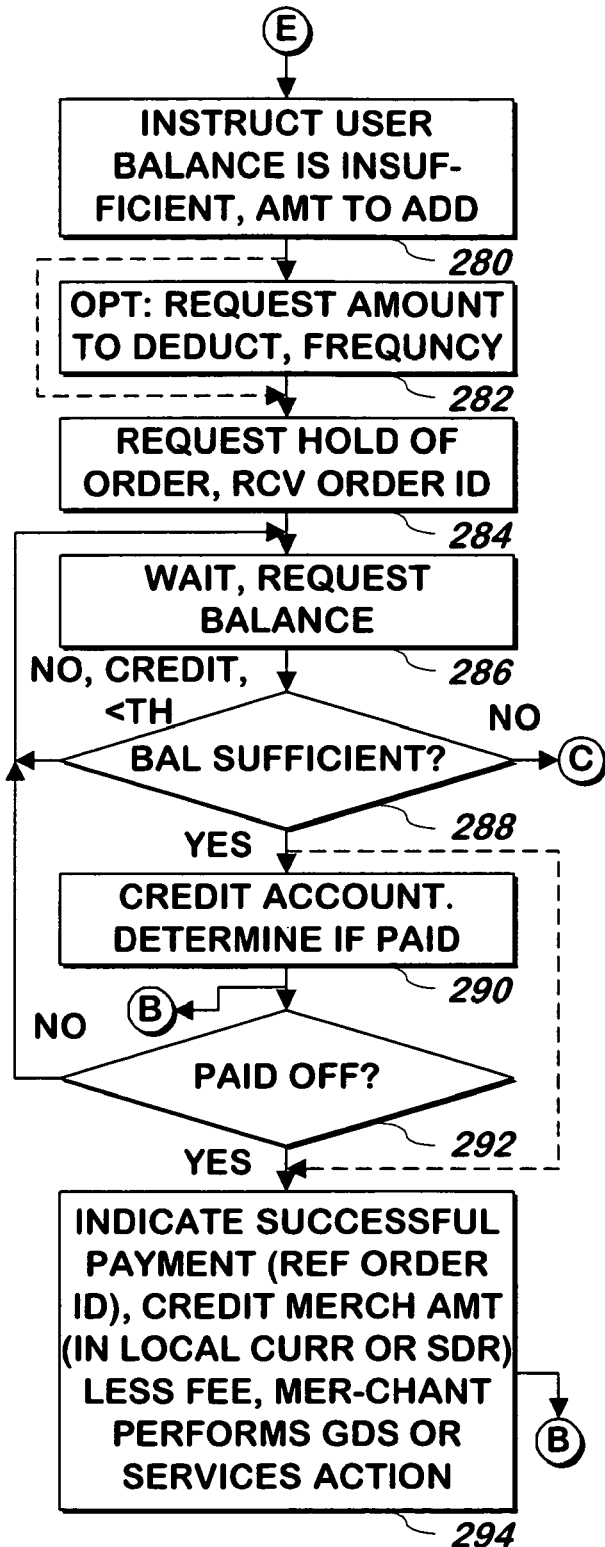 E
INSTRUCT USER
BALANCE IS INSUF-
FICIENT, AMT TO ADD
280
OPT: REQUEST AMOUNT
TO DEDUCT, FREQUNCY
282
REQUEST HOLD OF
ORDER, RCV ORDER ID
284
WAIT, REQUEST
BALANCE
286
NO, CREDIT,
<TH
NO
BAL SUFFICIENT?
C
288
YES
CREDIT ACCOUNT.
DETERMINE IF PAID
290
B
NO
PAID OFF?
292
YES
INDICATE SUCCESSFUL
PAYMENT (REF ORDER
ID), CREDIT MERCH AMT
(IN LOCAL CURR OR SDR)
LESS FEE, MER-CHANT
PERFORMS GDS OR
SERVICES ACTION
B
294